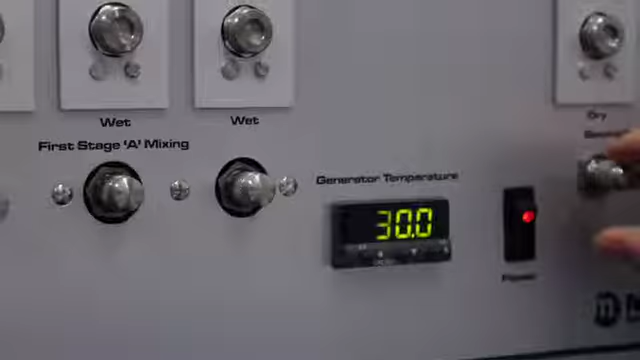 Wet
Wet
Dry
First Stage 'A' Mixing
Generator Temperature
30.0
Power